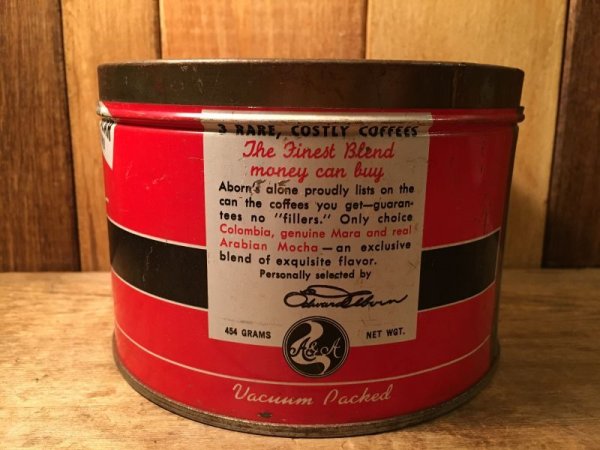 3 RARE, COSTLY COFFEES
The Finest Blend
money can buy
Aborn's alone proudly lists on the
can the coffees you get—guaran-
tees no "fillers." Only choice
Colombia, genuine Mara and real
Arabian Mocha—an exclusive
blend of exquisite flavor.
Personally selected by
Edward Aborn
454 GRAMS
NET WGT.
A&A
Vacuum Packed